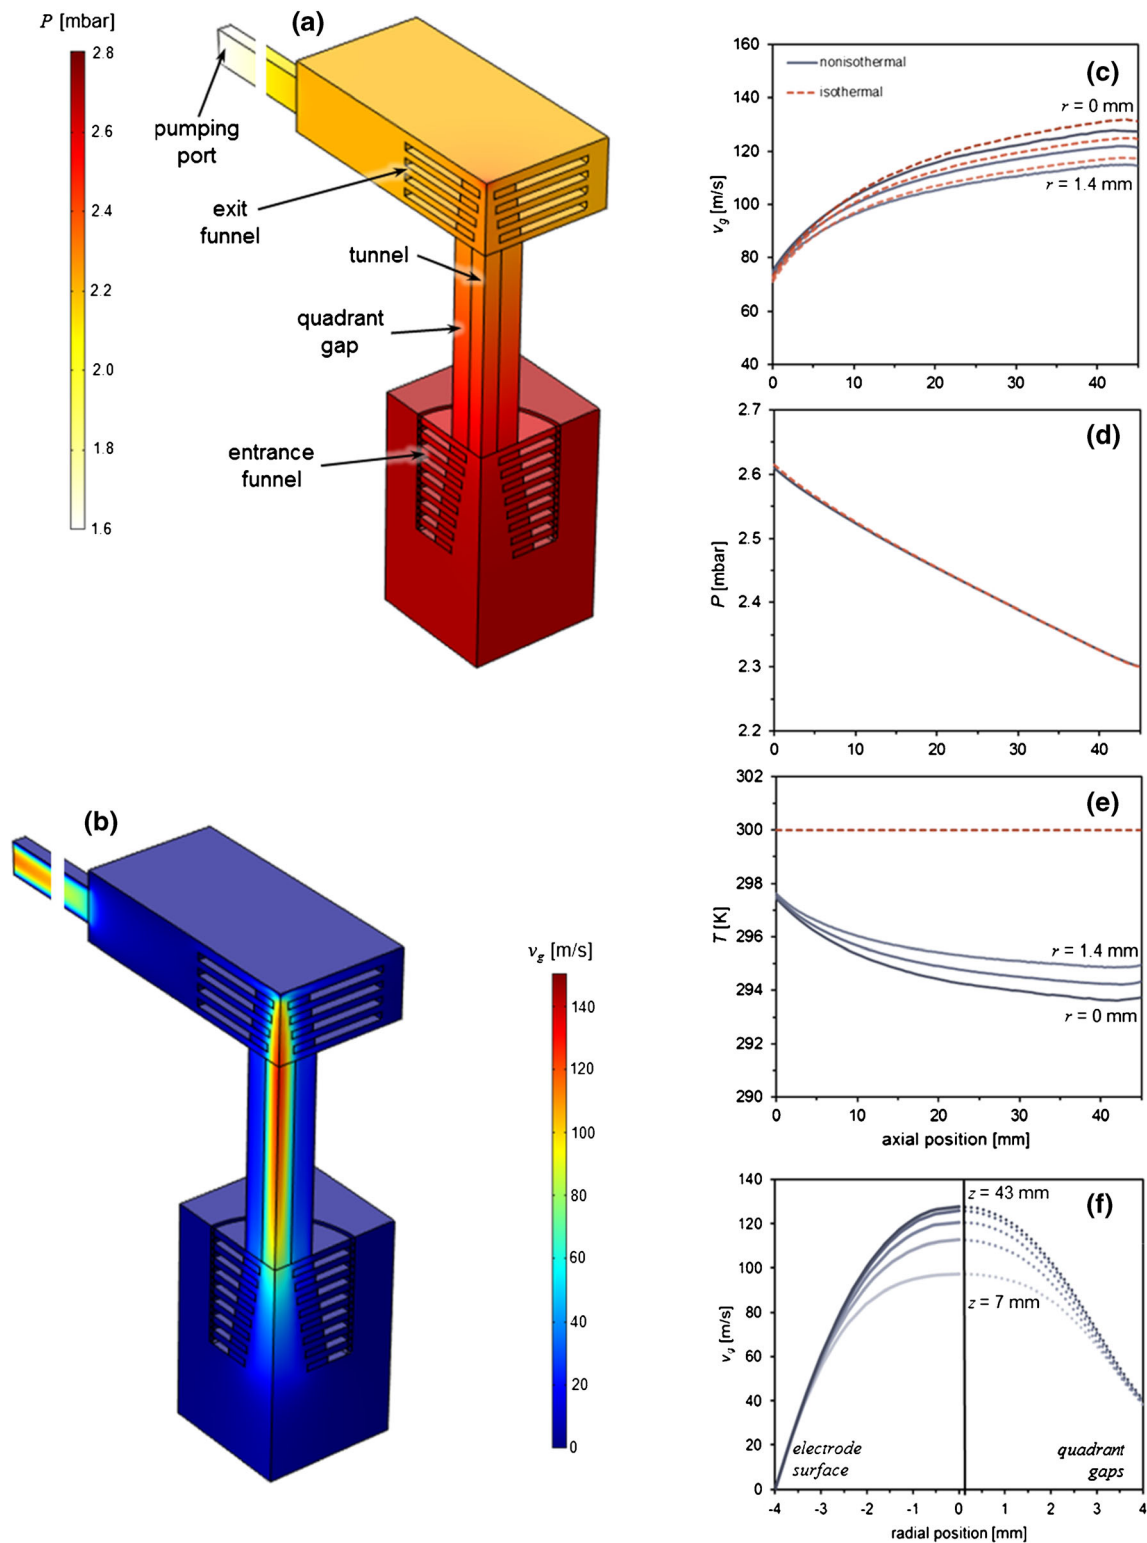 P [mbar]
2.8
2.6
2.4
2.2
2.0
1.8
1.6
(a)
pumping
port
exit
funnel
tunnel
quadrant
gap
entrance
funnel
(b)
v_g [m/s]
140
120
100
80
60
40
20
0
(c)
nonisothermal
isothermal
r = 0 mm
r = 1.4 mm
v_g [m/s]
160
140
120
100
80
60
40
0
10
20
30
40
(d)
P [mbar]
2.7
2.6
2.5
2.4
2.3
2.2
0
10
20
30
40
(e)
T [K]
302
300
298
296
294
292
290
r = 1.4 mm
r = 0 mm
0
10
20
30
40
axial position [mm]
(f)
v_g [m/s]
140
120
100
80
60
40
20
0
z = 43 mm
z = 7 mm
electrode
surface
quadrant
gaps
-4
-3
-2
-1
0
1
2
3
4
radial position [mm]